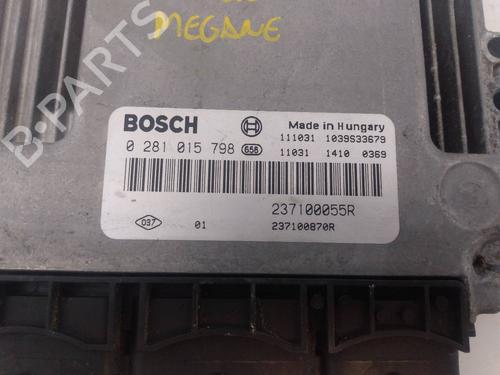 MEGANE
B-PARTS
BOSCH
Made in Hungary
111031 1039S33679
0 281 015 798 G58
11031 1410 0369
237100055R
037 01 237100870R